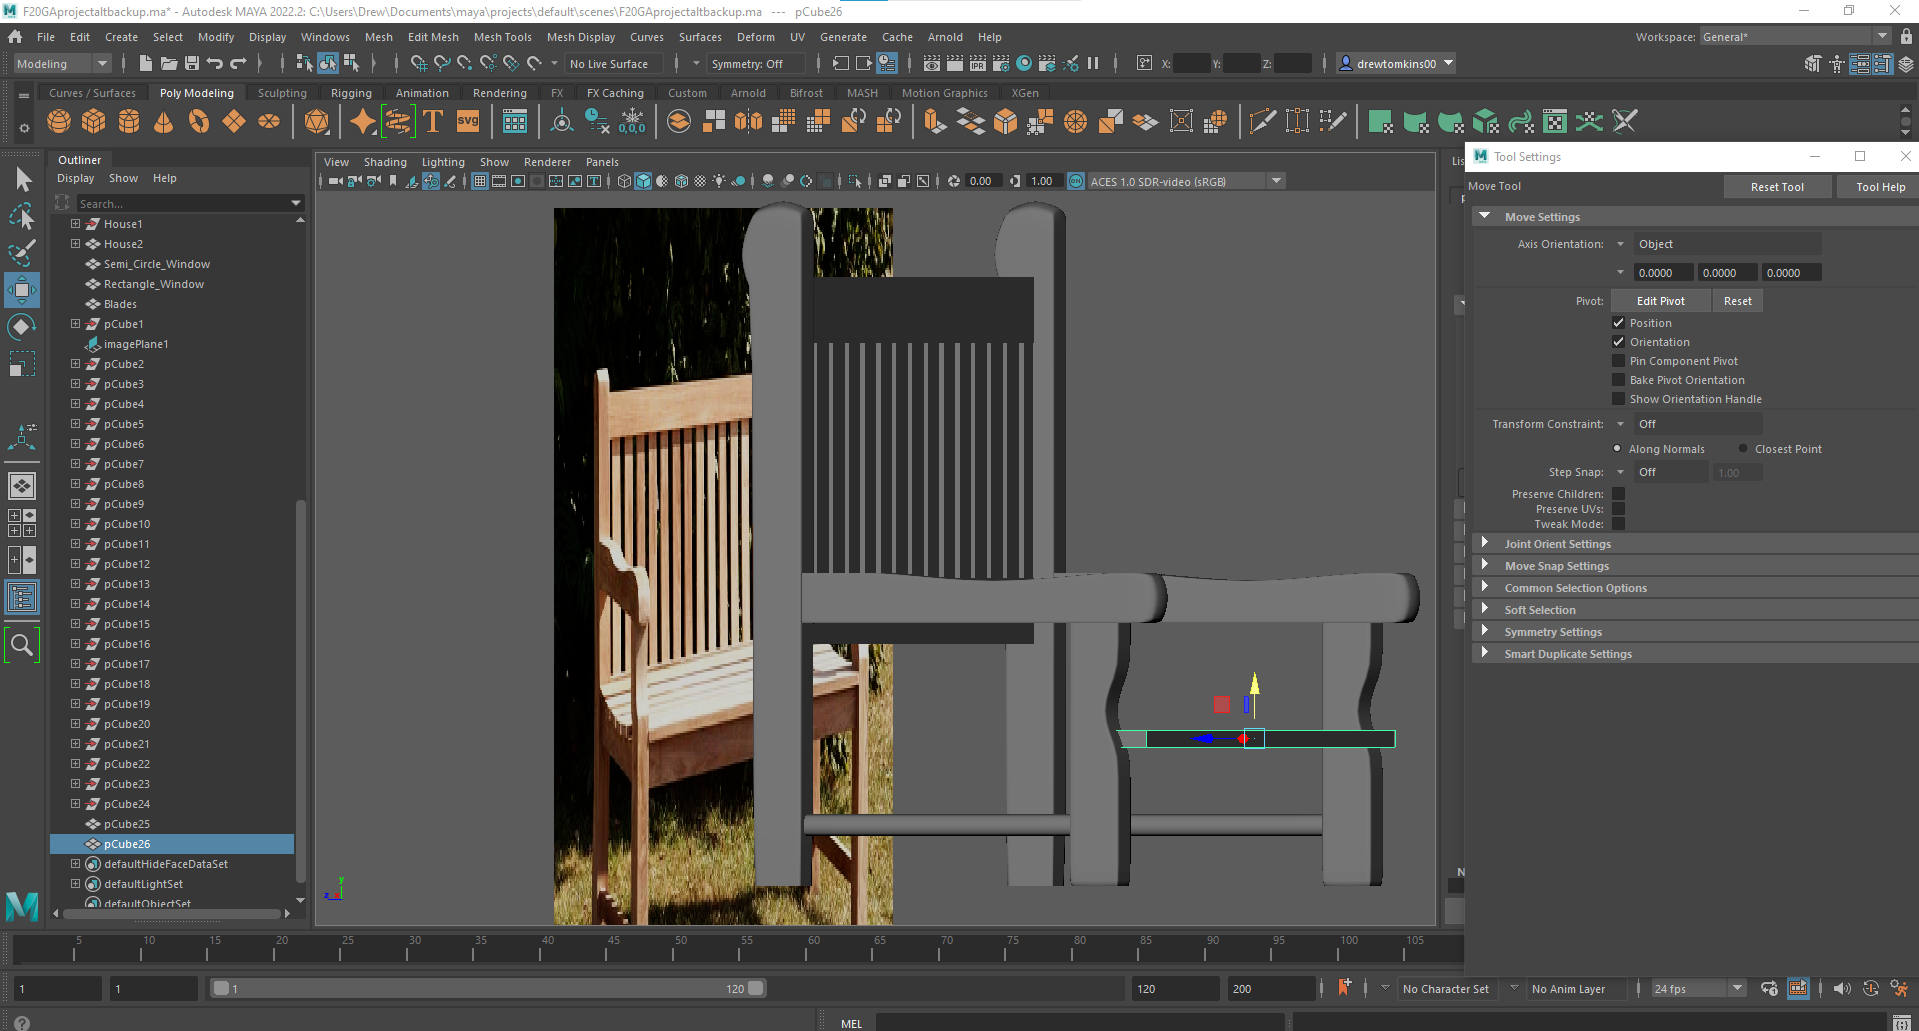 F20GAprojectaltbackup.ma* - Autodesk MAYA 2022.2: C:\Users\Drew\Documents\maya\projects\default\scenes\F20GAprojectaltbackup.ma --- pCube26
File Edit Create Select Modify Display Windows Mesh Edit Mesh Mesh Tools Mesh Display Curves Surfaces Deform UV Generate Cache Arnold Help
Workspace: General*
Modeling No Live Surface Symmetry: Off X: Y: Z: drewtomkins00
Curves / Surfaces Poly Modeling Sculpting Rigging Animation Rendering FX FX Caching Custom Arnold Bifrost MASH Motion Graphics XGen
T svg 0,0,0
IPR
Outliner
Display Show Help
Search...
House1
House2
Semi_Circle_Window
Rectangle_Window
Blades
pCube1
imagePlane1
pCube2
pCube3
pCube4
pCube5
pCube6
pCube7
pCube8
pCube9
pCube10
pCube11
pCube12
pCube13
pCube14
pCube15
pCube16
pCube17
pCube18
pCube19
pCube20
pCube21
pCube22
pCube23
pCube24
pCube25
pCube26
defaultHideFaceDataSet
defaultLightSet
defaultObjectSet
View Shading Lighting Show Renderer Panels
0.00 1.00 ON ACES 1.0 SDR-video (sRGB)
y
z
Lis
N
Tool Settings
Move Tool Reset Tool Tool Help
Move Settings
Axis Orientation: Object
0.0000 0.0000 0.0000
Pivot: Edit Pivot Reset
Position
Orientation
Pin Component Pivot
Bake Pivot Orientation
Show Orientation Handle
Transform Constraint: Off
Along Normals Closest Point
Step Snap: Off 1.00
Preserve Children:
Preserve UVs:
Tweak Mode:
Joint Orient Settings
Move Snap Settings
Common Selection Options
Soft Selection
Symmetry Settings
Smart Duplicate Settings
5 10 15 20 25 30 35 40 45 50 55 60 65 70 75 80 85 90 95 100 105
1 1 1 120 120 200 No Character Set No Anim Layer 24 fps
MEL